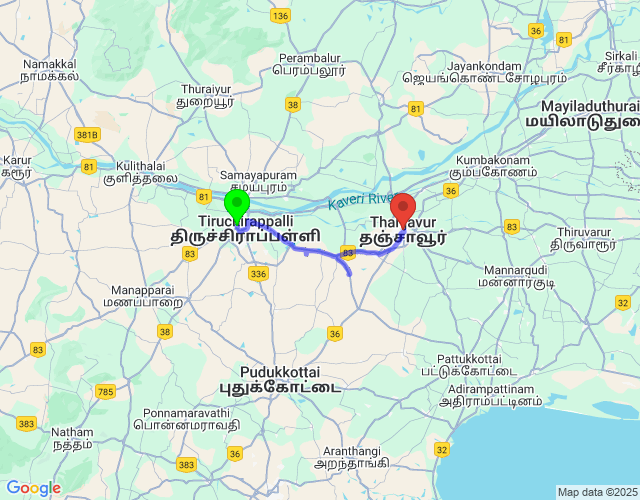 136
36
81
Perambalur
பெரம்பலூர்
Sirkali
சீர்காழி
Namakkal
நாமக்கல்
Jayankondam
ஜெயங்கொண்டசோழபுரம்
Thuraiyur
துறையூர்
38
81
Mayiladuthurai
மயிலாடுதுறை
381B
Karur
கரூர்
81
Kulithalai
குளித்தலை
Samayapuram
சமயபுரம்
Kumbakonam
கும்பகோணம்
36
81
Kaveri River
Tiruchirappalli
திருச்சிராப்பள்ளி
Thanjavur
தஞ்சாவூர்
Thiruvarur
திருவாரூர்
83
83
336
Mannargudi
மன்னார்குடி
Manapparai
மணப்பாறை
38
36
83
Pattukkottai
பட்டுக்கோட்டை
Pudukkottai
புதுக்கோட்டை
785
Adirampattinam
அதிராம்பட்டினம்
Ponnamaravathi
பொன்னமராவதி
383
Natham
நத்தம்
383
Aranthangi
அறந்தாங்கி
32
Google
Map data ©2025